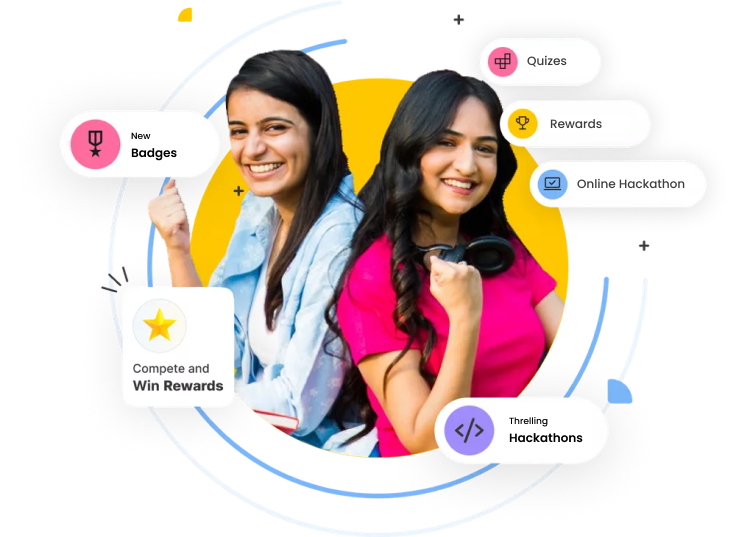 Quizes
Rewards
New
Badges
Online Hackathon
Compete and
Win Rewards
Threlling
Hackathons